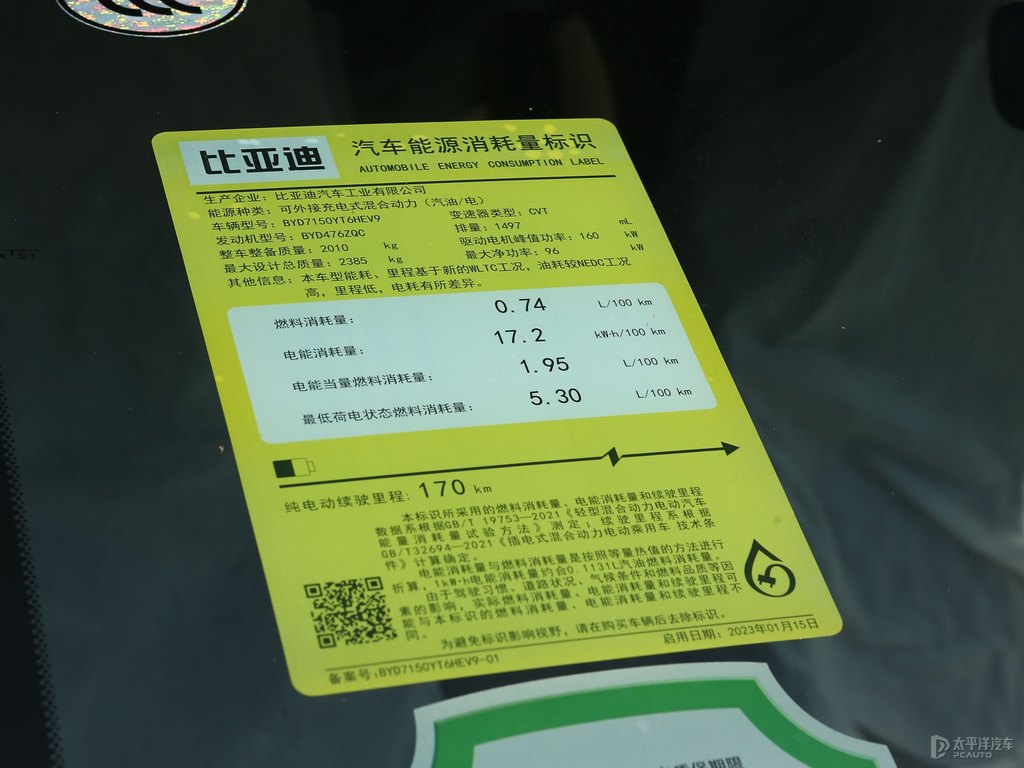 比亚迪
汽车能源消耗量标识
AUTOMOBILE ENERGY CONSUMPTION LABEL
生产企业：比亚迪汽车工业有限公司
能源种类：可外接充电式混合动力（汽油/电）
车辆型号：BYD7150YT6HEV9 变速器类型：CVT
发动机型号：BYD476ZQC 排量：1497 mL
整车整备质量：2010 kg 驱动电机峰值功率：160 kW
最大设计总质量：2385 kg 最大净功率：96 kW
其他信息：本车型能耗、里程基于新的WLTC工况，油耗较NEDC工况
高，里程低，电耗有所差异。
燃料消耗量： 0.74 L/100 km
电能消耗量： 17.2 kW·h/100 km
电能当量燃料消耗量： 1.95 L/100 km
最低荷电状态燃料消耗量： 5.30 L/100 km
纯电动续驶里程：170 km
本标识所采用的燃料消耗量、电能消耗量和续驶里程
数据系根据GB/T 19753—2021《轻型混合动力电动汽车
能量消耗量试验方法》测定；续驶里程系根据
GB/T32694—2021《插电式混合动力电动乘用车 技术条
件》计算确定。
电能消耗量与燃料消耗量是按照等量热值的方法进行
折算，1kW·h电能消耗量约合0.1131L汽油燃料消耗量。
由于驾驶习惯、道路状况、气候条件和燃料品质等因
素的影响，实际燃料消耗量、电能消耗量和续驶里程可
能与本标识的燃料消耗量、电能消耗量和续驶里程不
同。
为避免标识影响视野，请在购买车辆后去除标识。
备案号：BYD7150YT6HEV9-01 启用日期：2023年01月15日
质保期限
太平洋汽车
PCAUTO